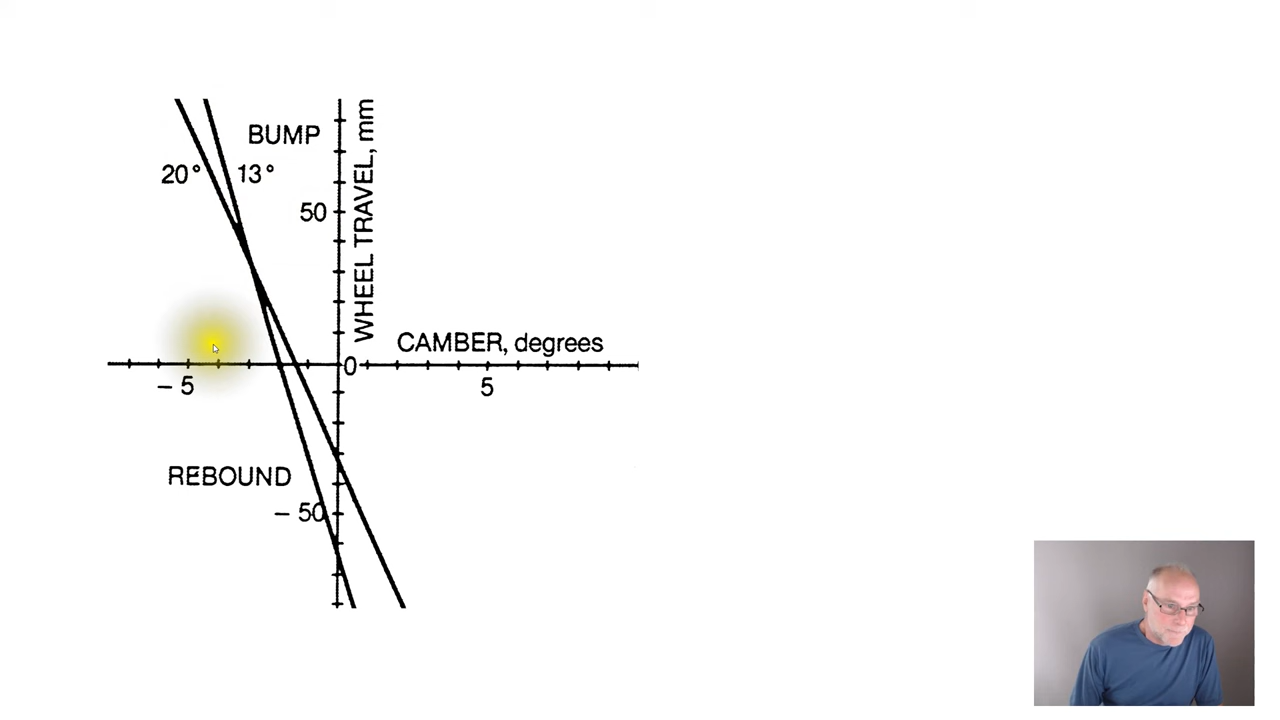 BUMP
20° 13°
50
WHEEL TRAVEL, mm
CAMBER, degrees
0
– 5
5
REBOUND
– 50